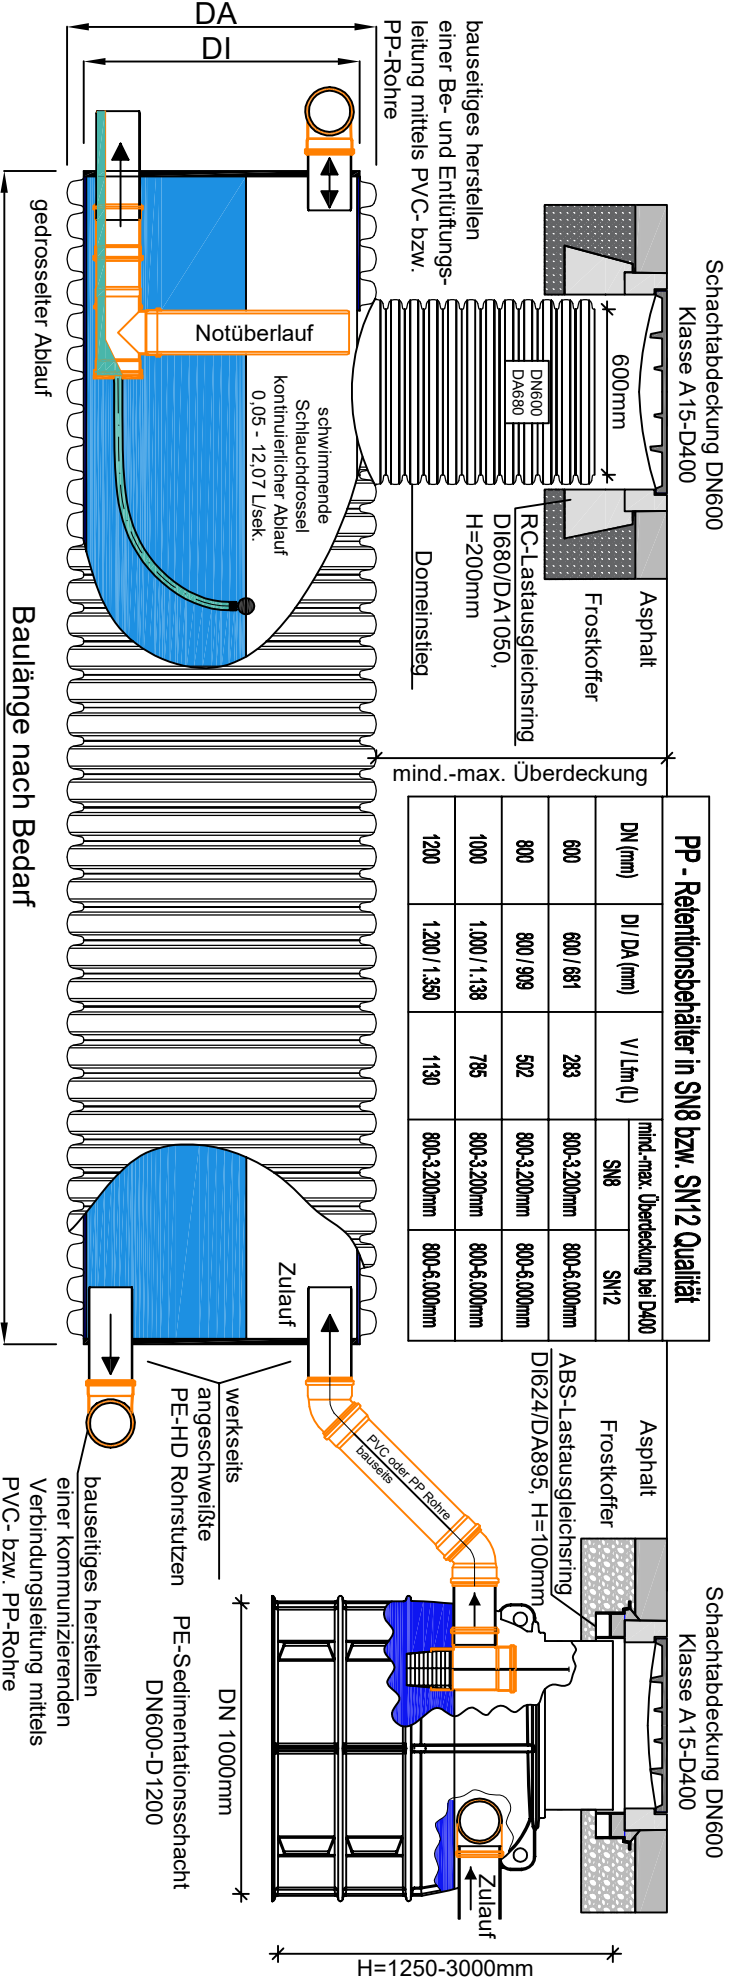 DA
DI
bauseitiges herstellen
einer Be- und Entlüftungs-
leitung mittels PVC- bzw.
PP-Rohre
gedrosselter Ablauf
Notüberlauf
schwimmende
Schlauchdrossel
kontinuierlicher Ablauf
0,05 - 12,07 L/sek.
Schachtabdeckung DN600
Klasse A15-D400
600mm
DN600
DA680
Asphalt
Frostkoffer
RC-Lastausgleichsring
DI680/DA1050,
H=200mm
Domeinstieg
mind.-max. Überdeckung
Baulänge nach Bedarf
PP - Retentionsbehälter in SN8 bzw. SN12 Qualität
DN (mm) DI / DA (mm) V / Lfm (L) mind.-max. Überdeckung bei D400
SN8 SN12
600 600 / 681 283 800-3.200mm 800-6.000mm
800 800 / 909 502 800-3.200mm 800-6.000mm
1000 1.000 / 1.138 785 800-3.200mm 800-6.000mm
1200 1.200 / 1.350 1130 800-3.200mm 800-6.000mm
Zulauf
werkseits
angeschweißte
PE-HD Rohrstutzen
bauseitiges herstellen
einer kommunizierenden
Verbindungsleitung mittels
PVC- bzw. PP-Rohre
PVC oder PP Rohre
bauseits
Asphalt
Frostkoffer
ABS-Lastausgleichsring
DI624/DA895, H=100mm
Schachtabdeckung DN600
Klasse A15-D400
DN 1000mm
PE-Sedimentationsschacht
DN600-D1200
Zulauf
H=1250-3000mm